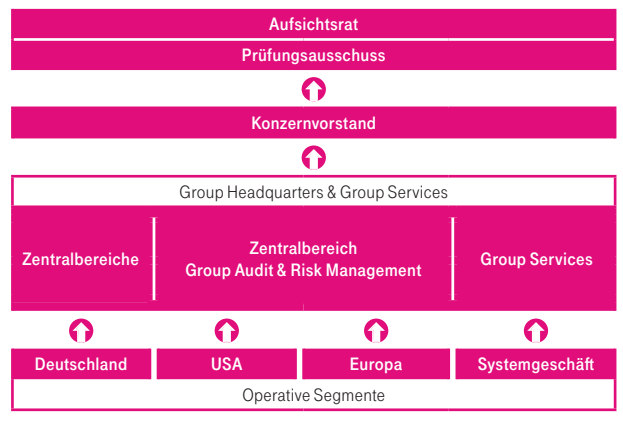 Aufsichtsrat
Prüfungsausschuss
Konzernvorstand
Group Headquarters & Group Services
Zentralbereiche
Zentralbereich
Group Audit & Risk Management
Group Services
Deutschland
USA
Europa
Systemgeschäft
Operative Segmente